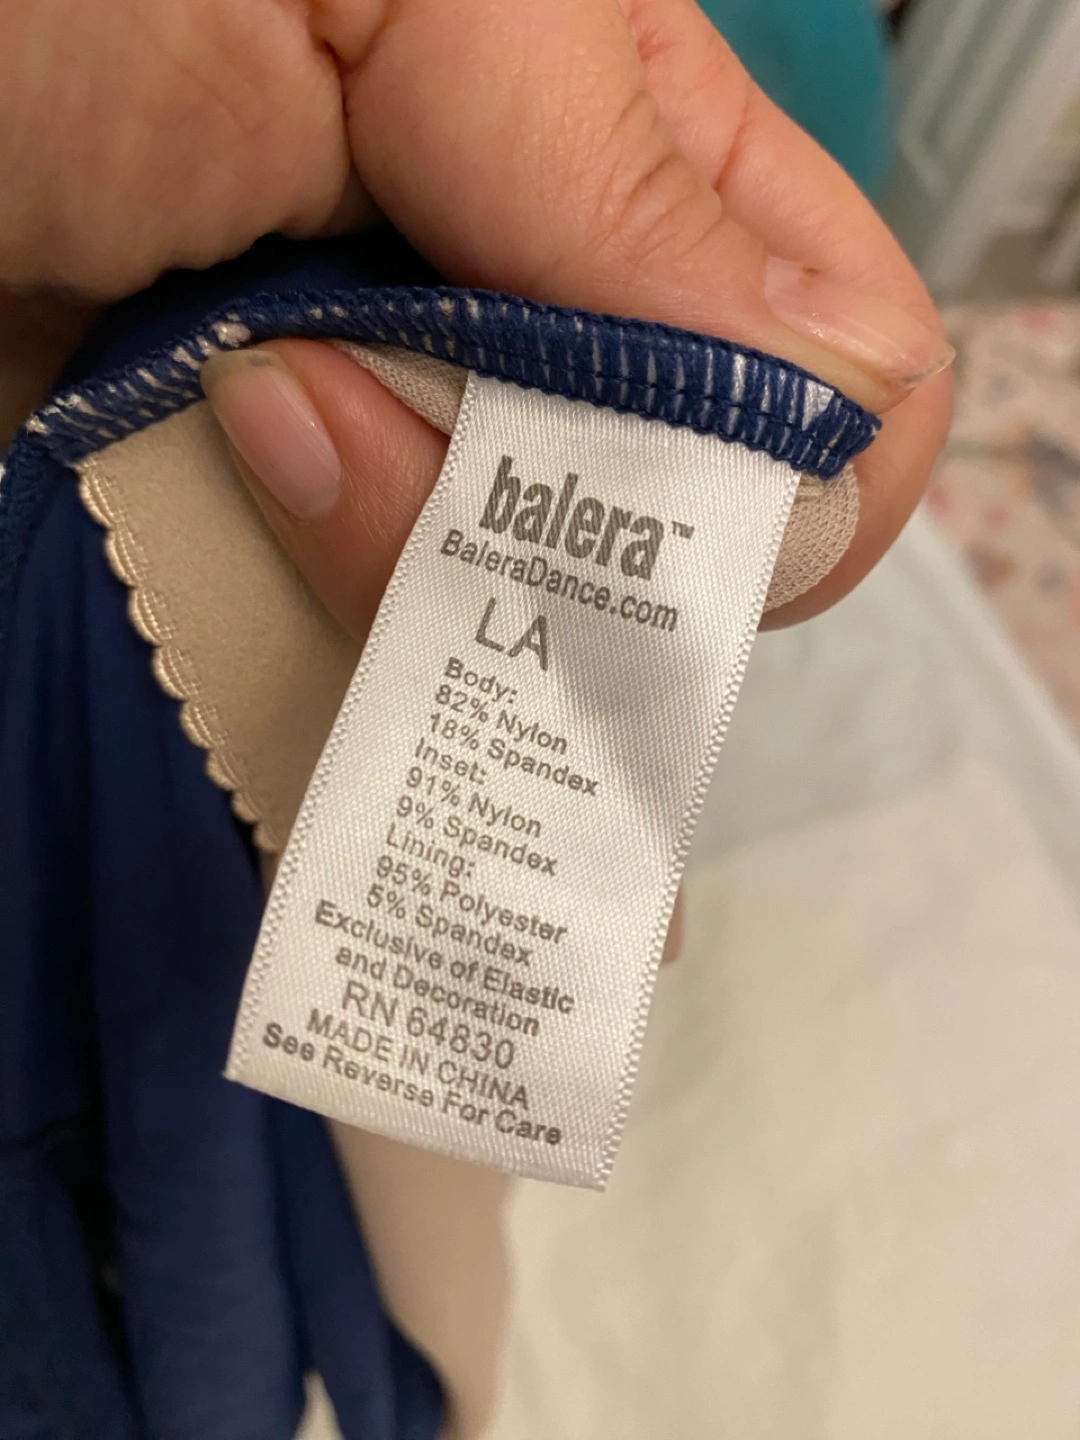 balera™
BaleraDance.com
LA
Body:
82% Nylon
18% Spandex
Inset:
91% Nylon
9% Spandex
Lining:
95% Polyester
5% Spandex
Exclusive of Elastic
and Decoration
RN 64830
MADE IN CHINA
See Reverse For Care